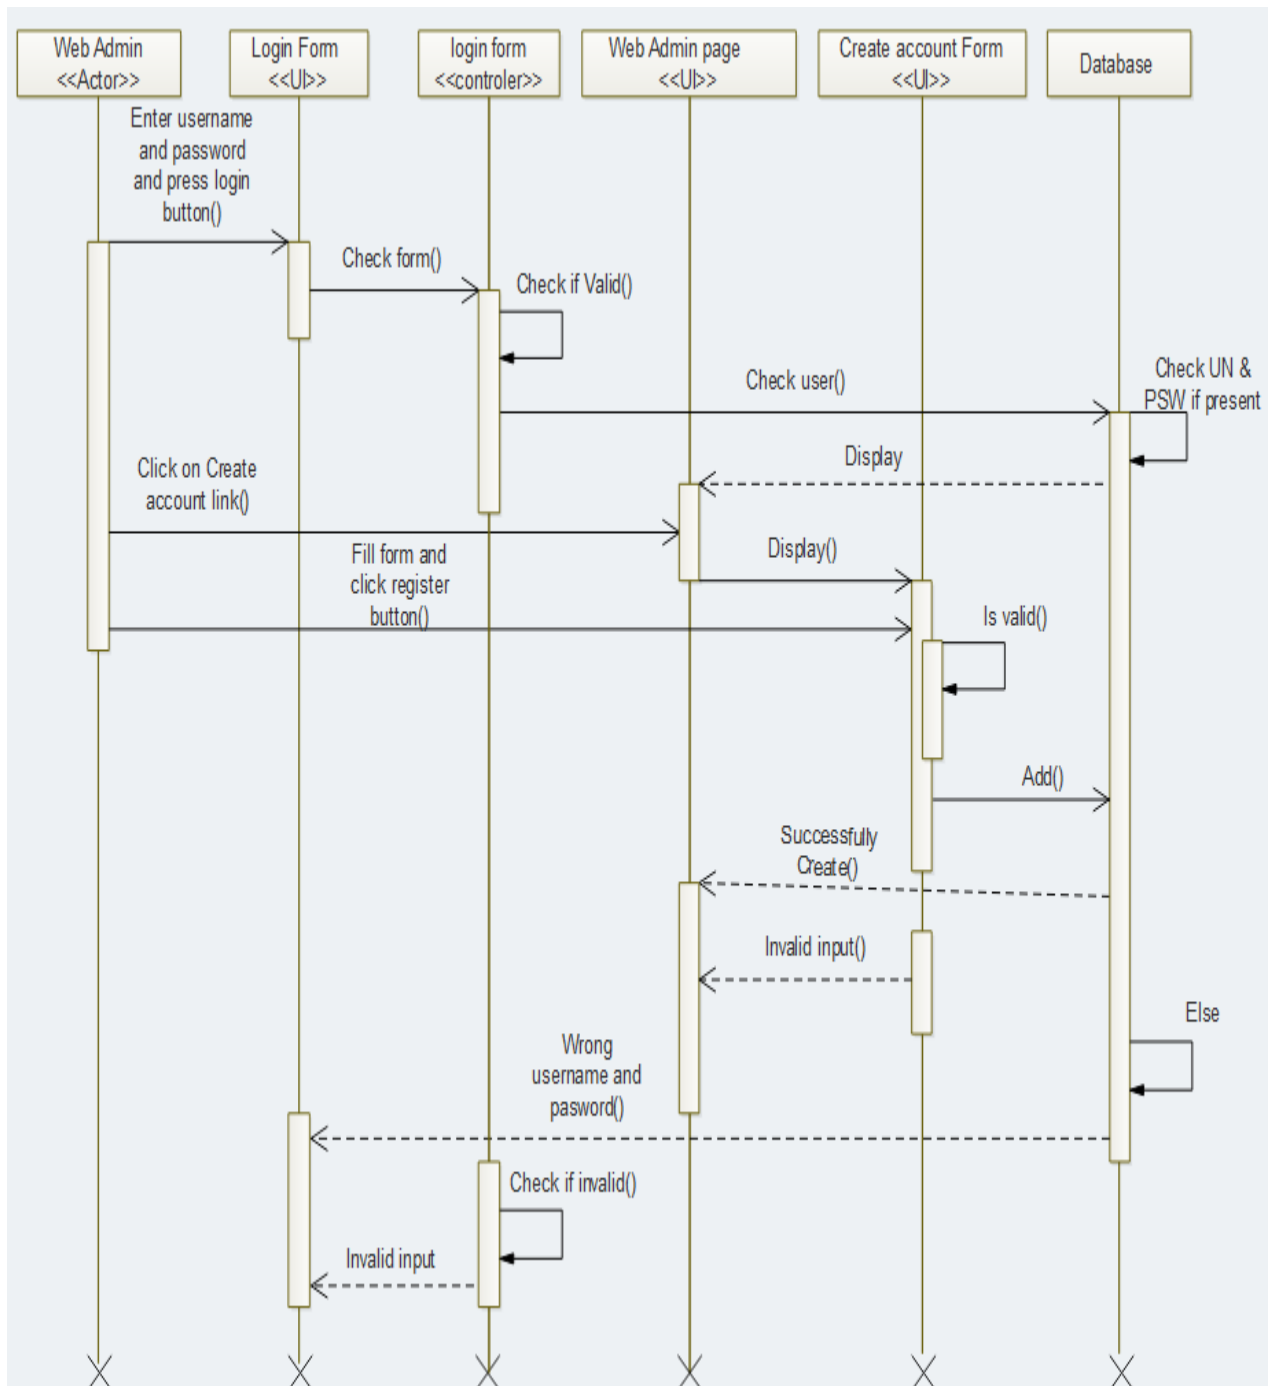 Web Admin
<<Actor>>
Login Form
<<UI>>
login form
<<controler>>
Web Admin page
<<UI>>
Create account Form
<<UI>>
Database
Enter username
and password
and press login
button()
Check form()
Check if Valid()
Check user()
Check UN &
PSW if present
Display
Click on Create
account link()
Display()
Fill form and
click register
button()
Is valid()
Add()
Successfully
Create()
Invalid input()
Else
Wrong
username and
pasword()
Check if invalid()
Invalid input